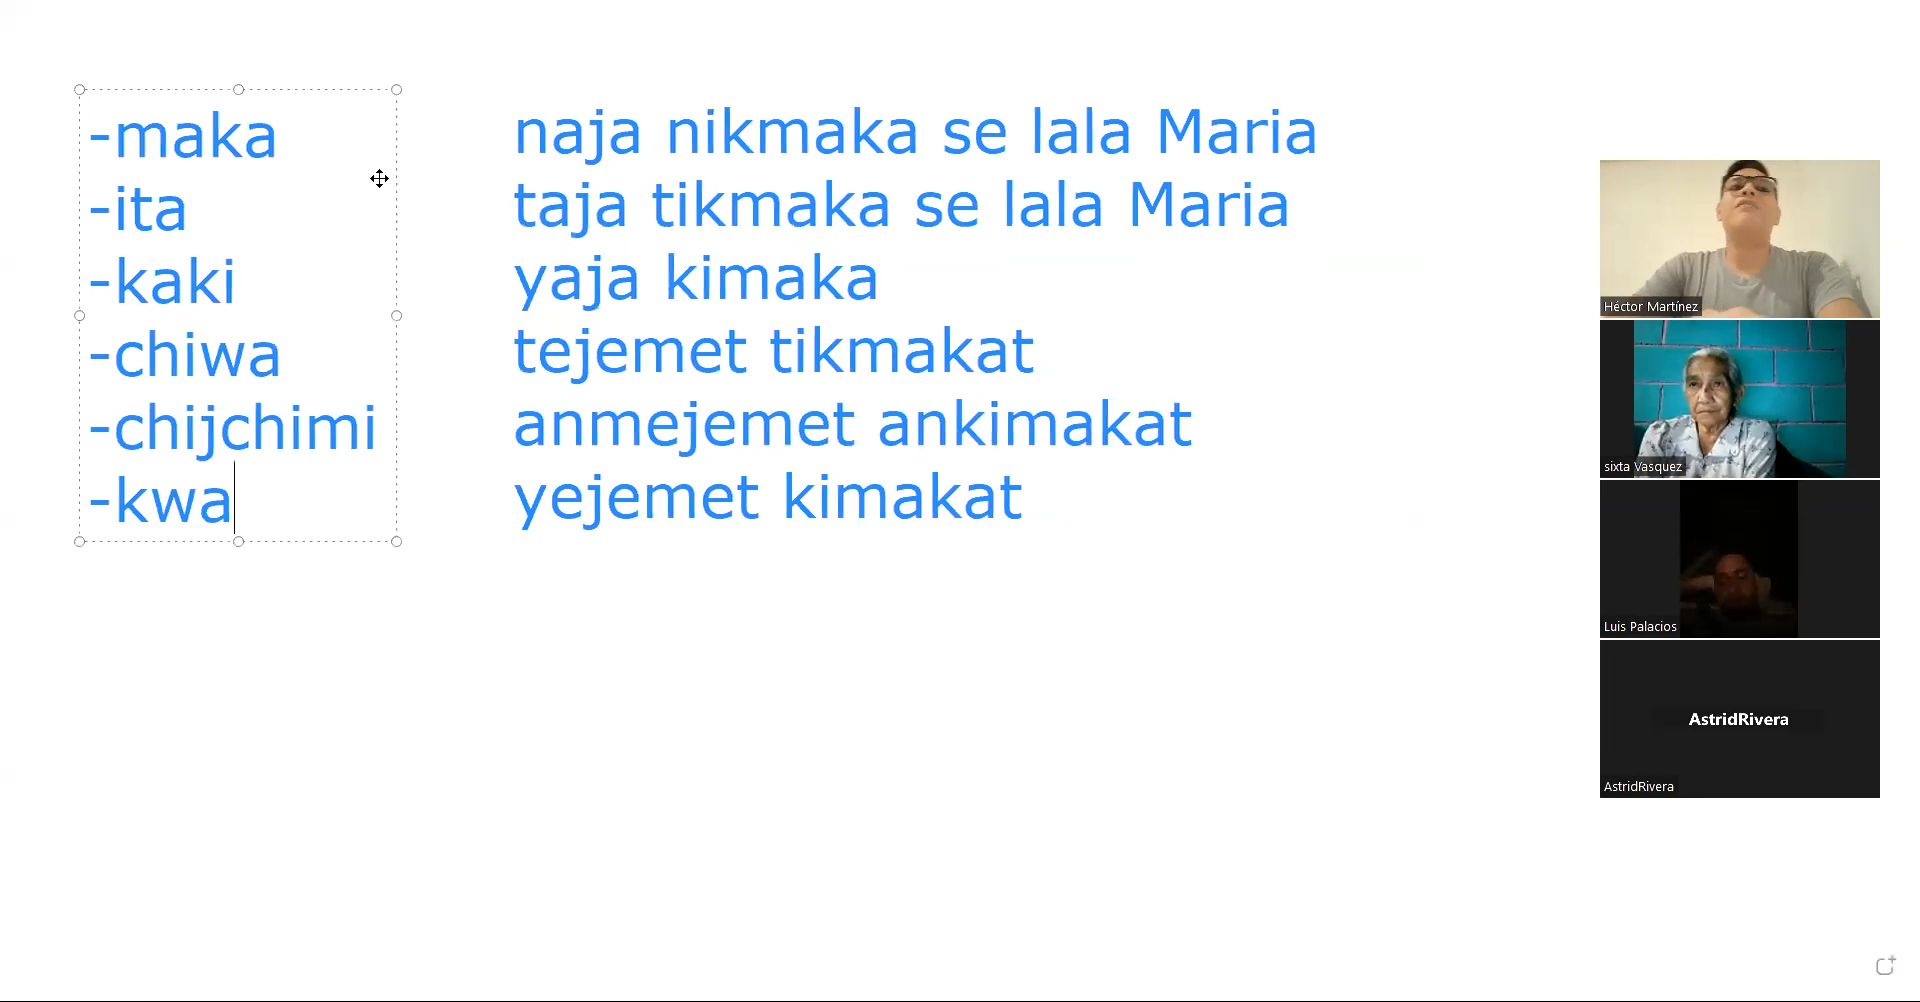 -maka
-ita
-kaki
-chiwa
-chijchimi
-kwa
naja nikmaka se lala Maria
taja tikmaka se lala Maria
yaja kimaka
tejemet tikmakat
anmejemet ankimakat
yejemet kimakat
Héctor Martínez
sixta Vasquez
Luis Palacios
AstridRivera
AstridRivera